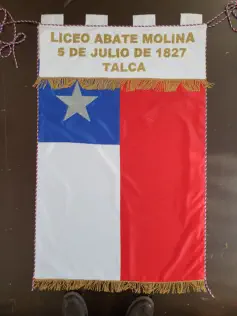 LICEO ABATE MOLINA
5 DE JULIO DE 1827
TALCA